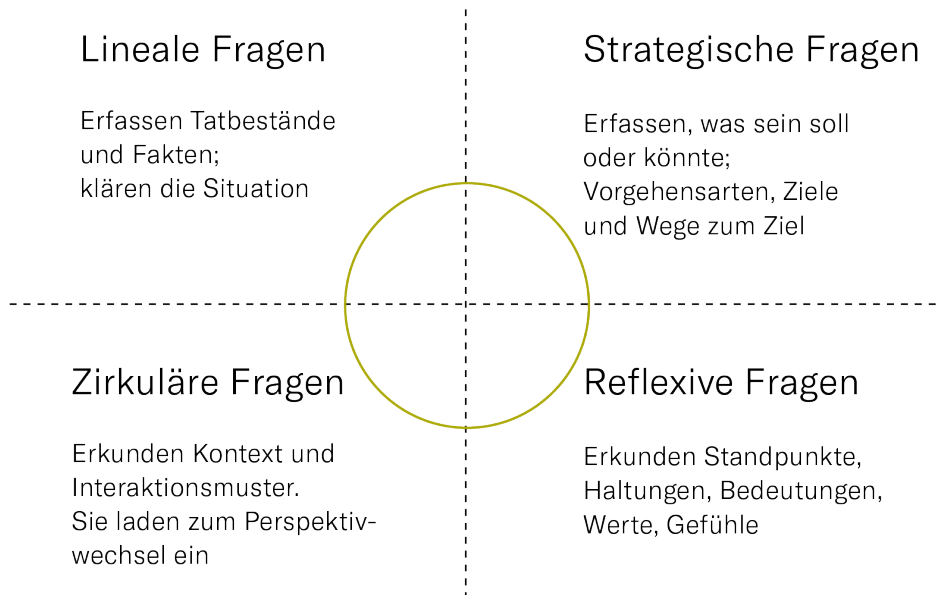 Lineale Fragen
Erfassen Tatbestände
und Fakten;
klären die Situation
Strategische Fragen
Erfassen, was sein soll
oder könnte;
Vorgehensarten, Ziele
und Wege zum Ziel
Zirkuläre Fragen
Erkunden Kontext und
Interaktionsmuster.
Sie laden zum Perspektiv-
wechsel ein
Reflexive Fragen
Erkunden Standpunkte,
Haltungen, Bedeutungen,
Werte, Gefühle